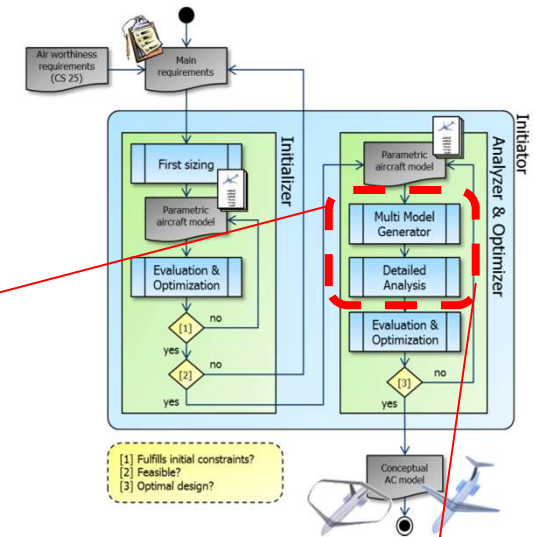 Air worthiness
requirements
(CS 25)
Main
requirements
Initiator
Initializer
First sizing
Parametric
aircraft model
Evaluation &
Optimization
[1]
no
yes
[2]
no
yes
Analyzer & Optimizer
Parametric
aircraft model
Multi Model
Generator
Detailed
Analysis
Evaluation &
Optimization
[3]
no
yes
[1] Fulfills initial constraints?
[2] Feasible?
[3] Optimal design?
Conceptual
AC model